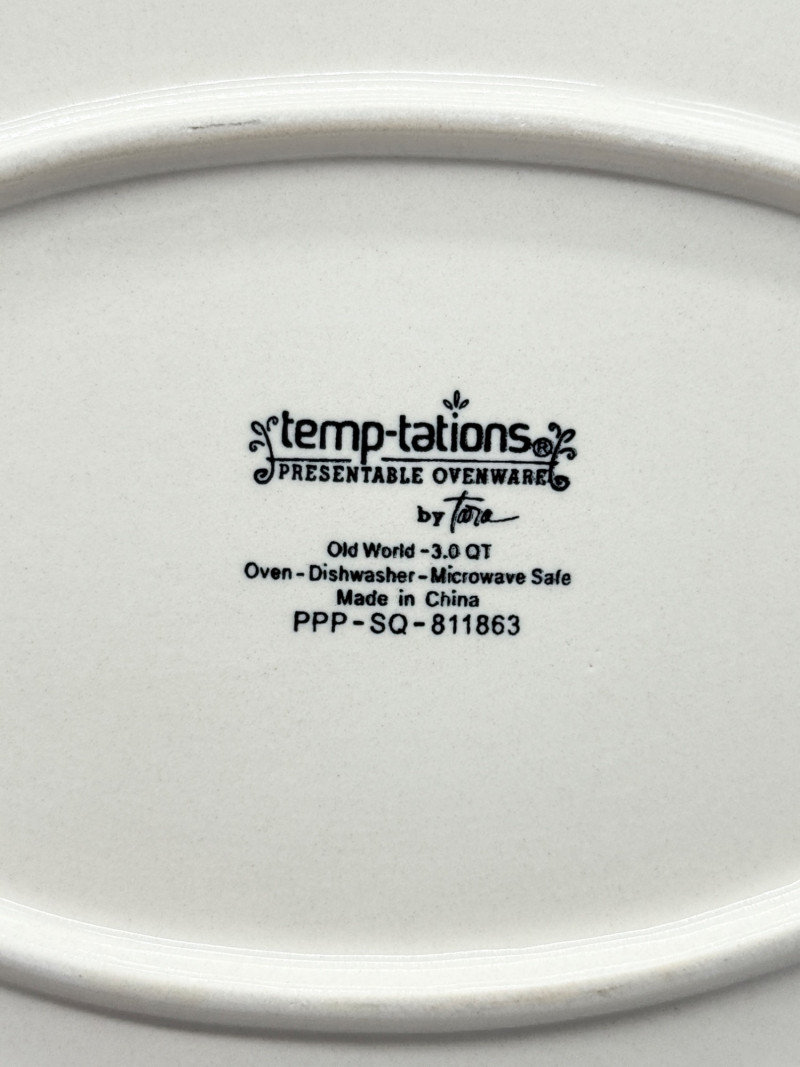 temp-tations®
PRESENTABLE OVENWARE
by Tara
Old World - 3.0 QT
Oven - Dishwasher - Microwave Safe
Made in China
PPP - SQ - 811863